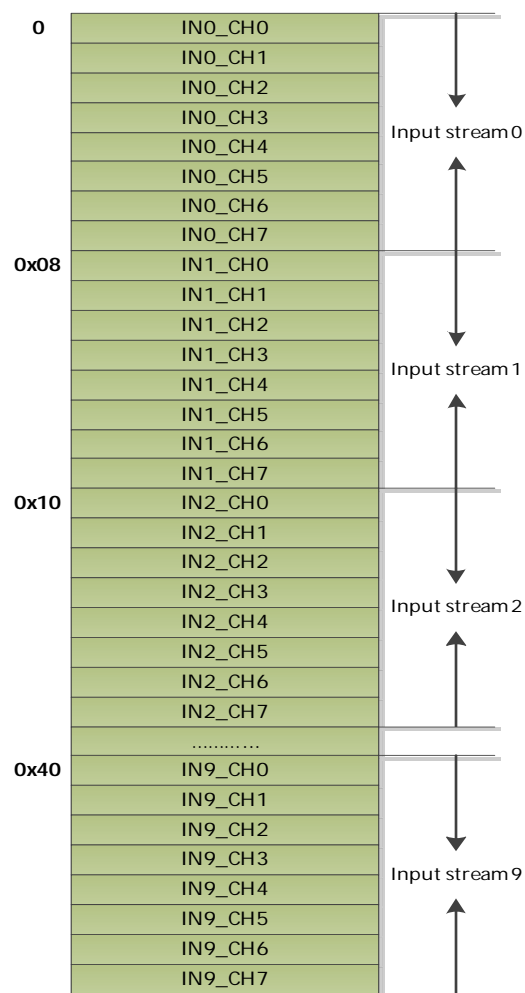 0 IN0_CH0
IN0_CH1
IN0_CH2
IN0_CH3
Input stream 0
IN0_CH4
IN0_CH5
IN0_CH6
IN0_CH7
0x08 IN1_CH0
IN1_CH1
IN1_CH2
IN1_CH3
Input stream 1
IN1_CH4
IN1_CH5
IN1_CH6
IN1_CH7
0x10 IN2_CH0
IN2_CH1
IN2_CH2
IN2_CH3
Input stream 2
IN2_CH4
IN2_CH5
IN2_CH6
IN2_CH7
............
0x40 IN9_CH0
IN9_CH1
IN9_CH2
IN9_CH3
Input stream 9
IN9_CH4
IN9_CH5
IN9_CH6
IN9_CH7